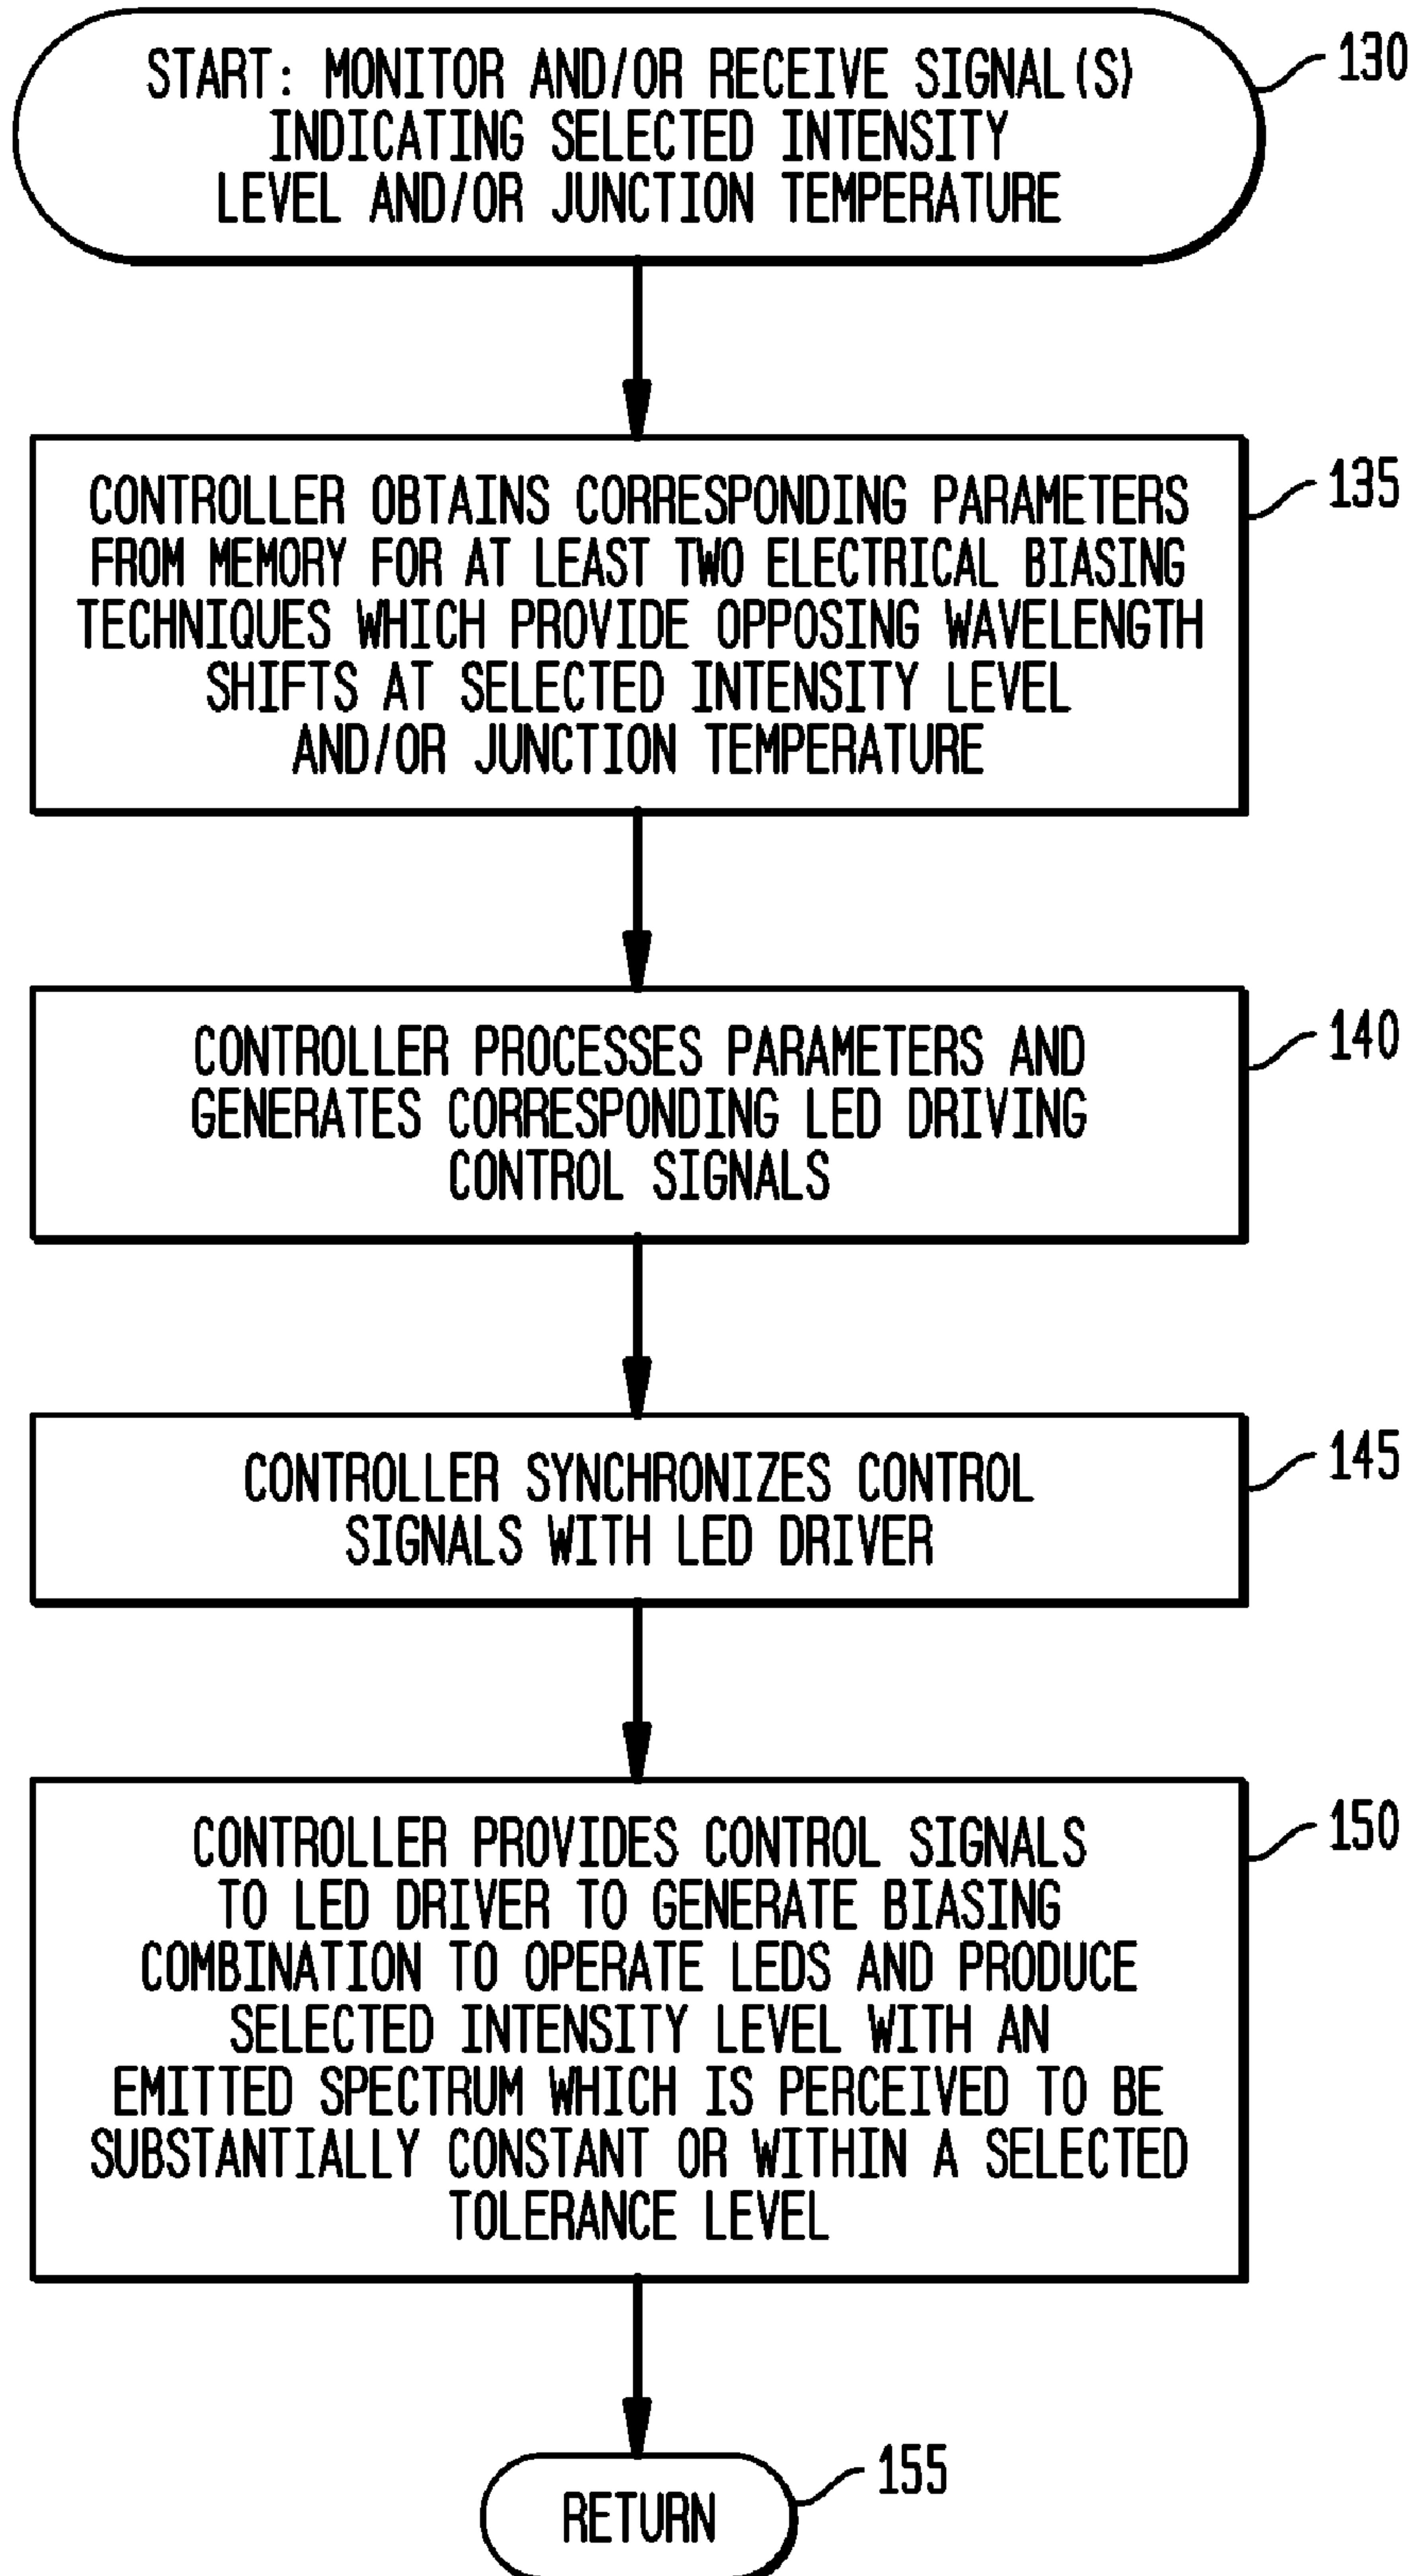 START: MONITOR AND/OR RECEIVE SIGNAL(S)
INDICATING SELECTED INTENSITY
LEVEL AND/OR JUNCTION TEMPERATURE
130
CONTROLLER OBTAINS CORRESPONDING PARAMETERS
FROM MEMORY FOR AT LEAST TWO ELECTRICAL BIASING
TECHNIQUES WHICH PROVIDE OPPOSING WAVELENGTH
SHIFTS AT SELECTED INTENSITY LEVEL
AND/OR JUNCTION TEMPERATURE
135
CONTROLLER PROCESSES PARAMETERS AND
GENERATES CORRESPONDING LED DRIVING
CONTROL SIGNALS
140
CONTROLLER SYNCHRONIZES CONTROL
SIGNALS WITH LED DRIVER
145
CONTROLLER PROVIDES CONTROL SIGNALS
TO LED DRIVER TO GENERATE BIASING
COMBINATION TO OPERATE LEDS AND PRODUCE
SELECTED INTENSITY LEVEL WITH AN
EMITTED SPECTRUM WHICH IS PERCEIVED TO BE
SUBSTANTIALLY CONSTANT OR WITHIN A SELECTED
TOLERANCE LEVEL
150
RETURN
155